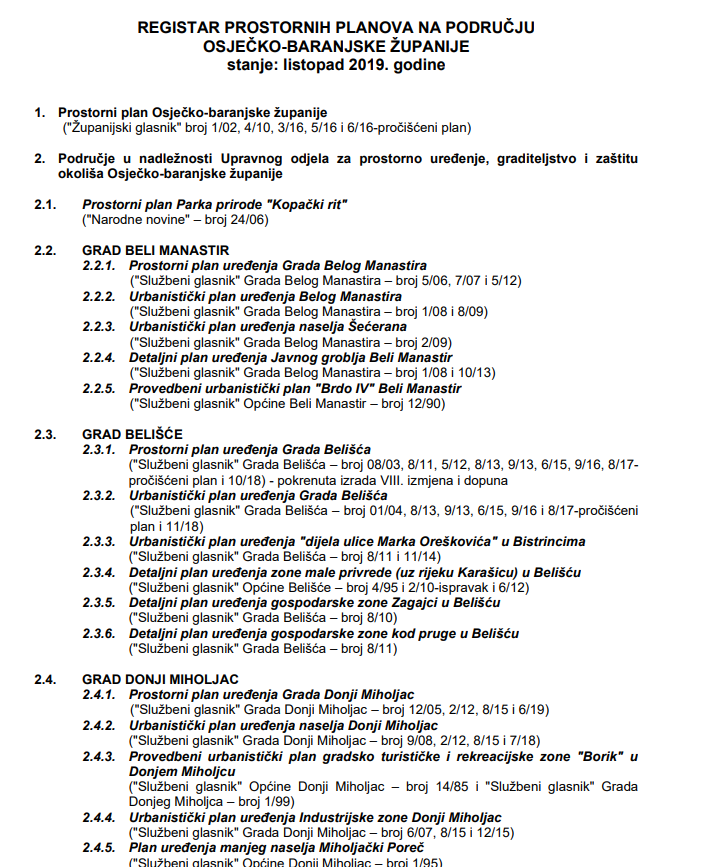 REGISTAR PROSTORNIH PLANOVA NA PODRUČJU
OSJEČKO-BARANJSKE ŽUPANIJE
stanje: listopad 2019. godine
1. Prostorni plan Osječko-baranjske županije
("Županijski glasnik" broj 1/02, 4/10, 3/16, 5/16 i 6/16-pročišćeni plan)
2. Područje u nadležnosti Upravnog odjela za prostorno uređenje, graditeljstvo i zaštitu
okoliša Osječko-baranjske županije
2.1. Prostorni plan Parka prirode "Kopački rit"
("Narodne novine" – broj 24/06)
2.2. GRAD BELI MANASTIR
2.2.1. Prostorni plan uređenja Grada Belog Manastira
("Službeni glasnik" Grada Belog Manastira – broj 5/06, 7/07 i 5/12)
2.2.2. Urbanistički plan uređenja Belog Manastira
("Službeni glasnik" Grada Belog Manastira – broj 1/08 i 8/09)
2.2.3. Urbanistički plan uređenja naselja Šećerana
("Službeni glasnik" Grada Belog Manastira – broj 2/09)
2.2.4. Detaljni plan uređenja Javnog groblja Beli Manastir
("Službeni glasnik" Grada Belog Manastira – broj 1/08 i 10/13)
2.2.5. Provedbeni urbanistički plan "Brdo IV" Beli Manastir
("Službeni glasnik" Općine Beli Manastir – broj 12/90)
2.3. GRAD BELIŠĆE
2.3.1. Prostorni plan uređenja Grada Belišća
("Službeni glasnik" Grada Belišća – broj 08/03, 8/11, 5/12, 8/13, 9/13, 6/15, 9/16, 8/17-
pročišćeni plan i 10/18) - pokrenuta izrada VIII. izmjena i dopuna
2.3.2. Urbanistički plan uređenja Grada Belišća
("Službeni glasnik" Grada Belišća – broj 01/04, 8/13, 9/13, 6/15, 9/16 i 8/17-pročišćeni
plan i 11/18)
2.3.3. Urbanistički plan uređenja "dijela ulice Marka Oreškovića" u Bistrincima
("Službeni glasnik" Grada Belišća – broj 8/11 i 11/14)
2.3.4. Detaljni plan uređenja zone male privrede (uz rijeku Karašicu) u Belišću
("Službeni glasnik" Općine Belišće – broj 4/95 i 2/10-ispravak i 6/12)
2.3.5. Detaljni plan uređenja gospodarske zone Zagajci u Belišću
("Službeni glasnik" Grada Belišća – broj 8/10)
2.3.6. Detaljni plan uređenja gospodarske zone kod pruge u Belišću
("Službeni glasnik" Grada Belišća – broj 8/11)
2.4. GRAD DONJI MIHOLJAC
2.4.1. Prostorni plan uređenja Grada Donji Miholjac
("Službeni glasnik" Grada Donji Miholjac – broj 12/05, 2/12, 8/15 i 6/19)
2.4.2. Urbanistički plan uređenja naselja Donji Miholjac
("Službeni glasnik" Grada Donji Miholjac – broj 9/08, 2/12, 8/15 i 7/18)
2.4.3. Provedbeni urbanistički plan gradsko turističke i rekreacijske zone "Borik" u
Donjem Miholjcu
("Službeni glasnik" Općine Donji Miholjac – broj 14/85 i "Službeni glasnik" Grada
Donjeg Miholjca – broj 1/99)
2.4.4. Urbanistički plan uređenja Industrijske zone Donji Miholjac
("Službeni glasnik" Grada Donji Miholjac – broj 6/07, 8/15 i 12/15)
2.4.5. Plan uređenja manjeg naselja Miholjački Poreč
("Službeni glasnik" Općine Donji Miholjac – broj 1/95)